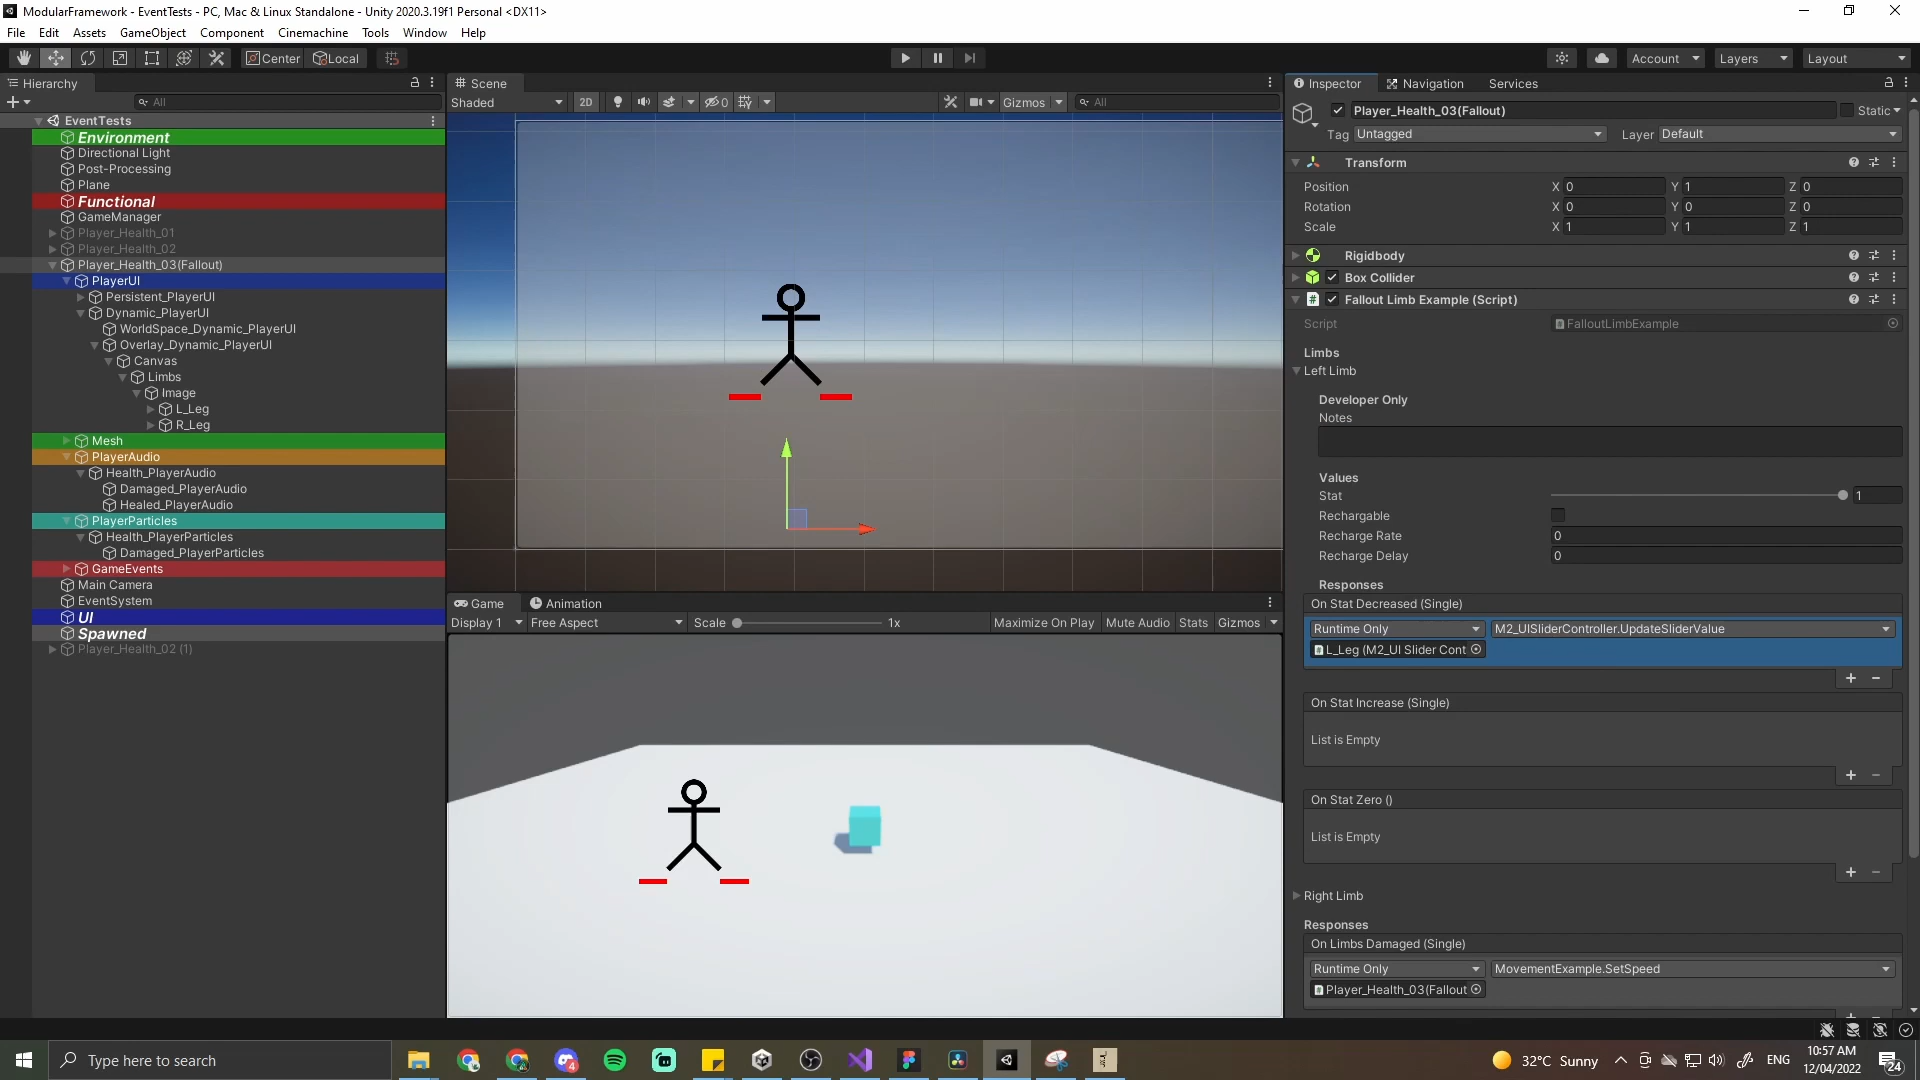 ModularFramework - EventTests - PC, Mac & Linux Standalone - Unity 2020.3.19f1 Personal <DX11>
File Edit Assets GameObject Component Cinemachine Tools Window Help
Center Local Account Layers Layout
Hierarchy
All
EventTests
Environment
Directional Light
Post-Processing
Plane
Functional
GameManager
Player_Health_01
Player_Health_02
Player_Health_03(Fallout)
PlayerUI
Persistent_PlayerUI
Dynamic_PlayerUI
WorldSpace_Dynamic_PlayerUI
Overlay_Dynamic_PlayerUI
Canvas
Limbs
Image
L_Leg
R_Leg
Mesh
PlayerAudio
Health_PlayerAudio
Damaged_PlayerAudio
Healed_PlayerAudio
PlayerParticles
Health_PlayerParticles
Damaged_PlayerParticles
GameEvents
Main Camera
EventSystem
UI
Spawned
Player_Health_02 (1)
Scene
Shaded 2D 0 Gizmos All
Game Animation
Display 1 Free Aspect Scale 1x Maximize On Play Mute Audio Stats Gizmos
Inspector Navigation Services
Player_Health_03(Fallout) Static
Tag Untagged Layer Default
Transform
Position X 0 Y 1 Z 0
Rotation X 0 Y 0 Z 0
Scale X 1 Y 1 Z 1
Rigidbody
Box Collider
Fallout Limb Example (Script)
Script FalloutLimbExample
Limbs
Left Limb
Developer Only
Notes
Values
Stat 1
Rechargable
Recharge Rate 0
Recharge Delay 0
Responses
On Stat Decreased (Single)
Runtime Only M2_UISliderController.UpdateSliderValue
L_Leg (M2_UI Slider Cont
On Stat Increase (Single)
List is Empty
On Stat Zero ()
List is Empty
Right Limb
Responses
On Limbs Damaged (Single)
Runtime Only MovementExample.SetSpeed
Player_Health_03(Fallout
Type here to search
4
32°C Sunny ENG
10:57 AM
12/04/2022
24